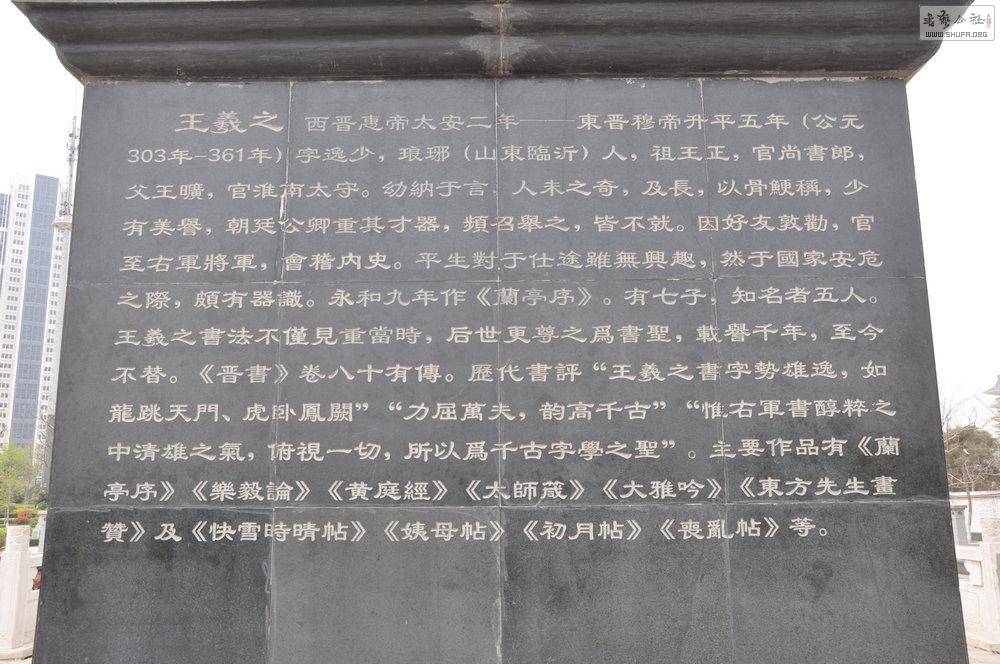 書藝公社
WWW.SHUFA.ORG
王羲之 西晋惠帝太安二年——東晋穆帝升平五年（公元
303年-361年）字逸少，琅琊（山東臨沂）人，祖王正，官尚書郎，
父王曠，官淮南太守。幼納于言，人未之奇，及長，以骨鯁稱，少
有美譽，朝廷公卿重其才器，頻召舉之，皆不就。因好友敦勸，官
至右軍將軍，會稽内史。平生對于仕途雖無興趣，然于國家安危
之際，頗有器識。永和九年作《蘭亭序》。有七子，知名者五人。
王羲之書法不僅見重當時，后世更尊之爲書聖，載譽千年，至今
不替。《晋書》卷八十有傳。歷代書評“王羲之書字勢雄逸，如
龍跳天門、虎卧鳳闕”“力屈萬夫，韵高千古”“惟右軍書醇粹之
中清雄之氣，俯視一切，所以爲千古字學之聖”。主要作品有《蘭
亭序》《樂毅論》《黄庭經》《太師箴》《大雅吟》《東方先生畫
贊》及《快雪時晴帖》《姨母帖》《初月帖》《喪亂帖》等。